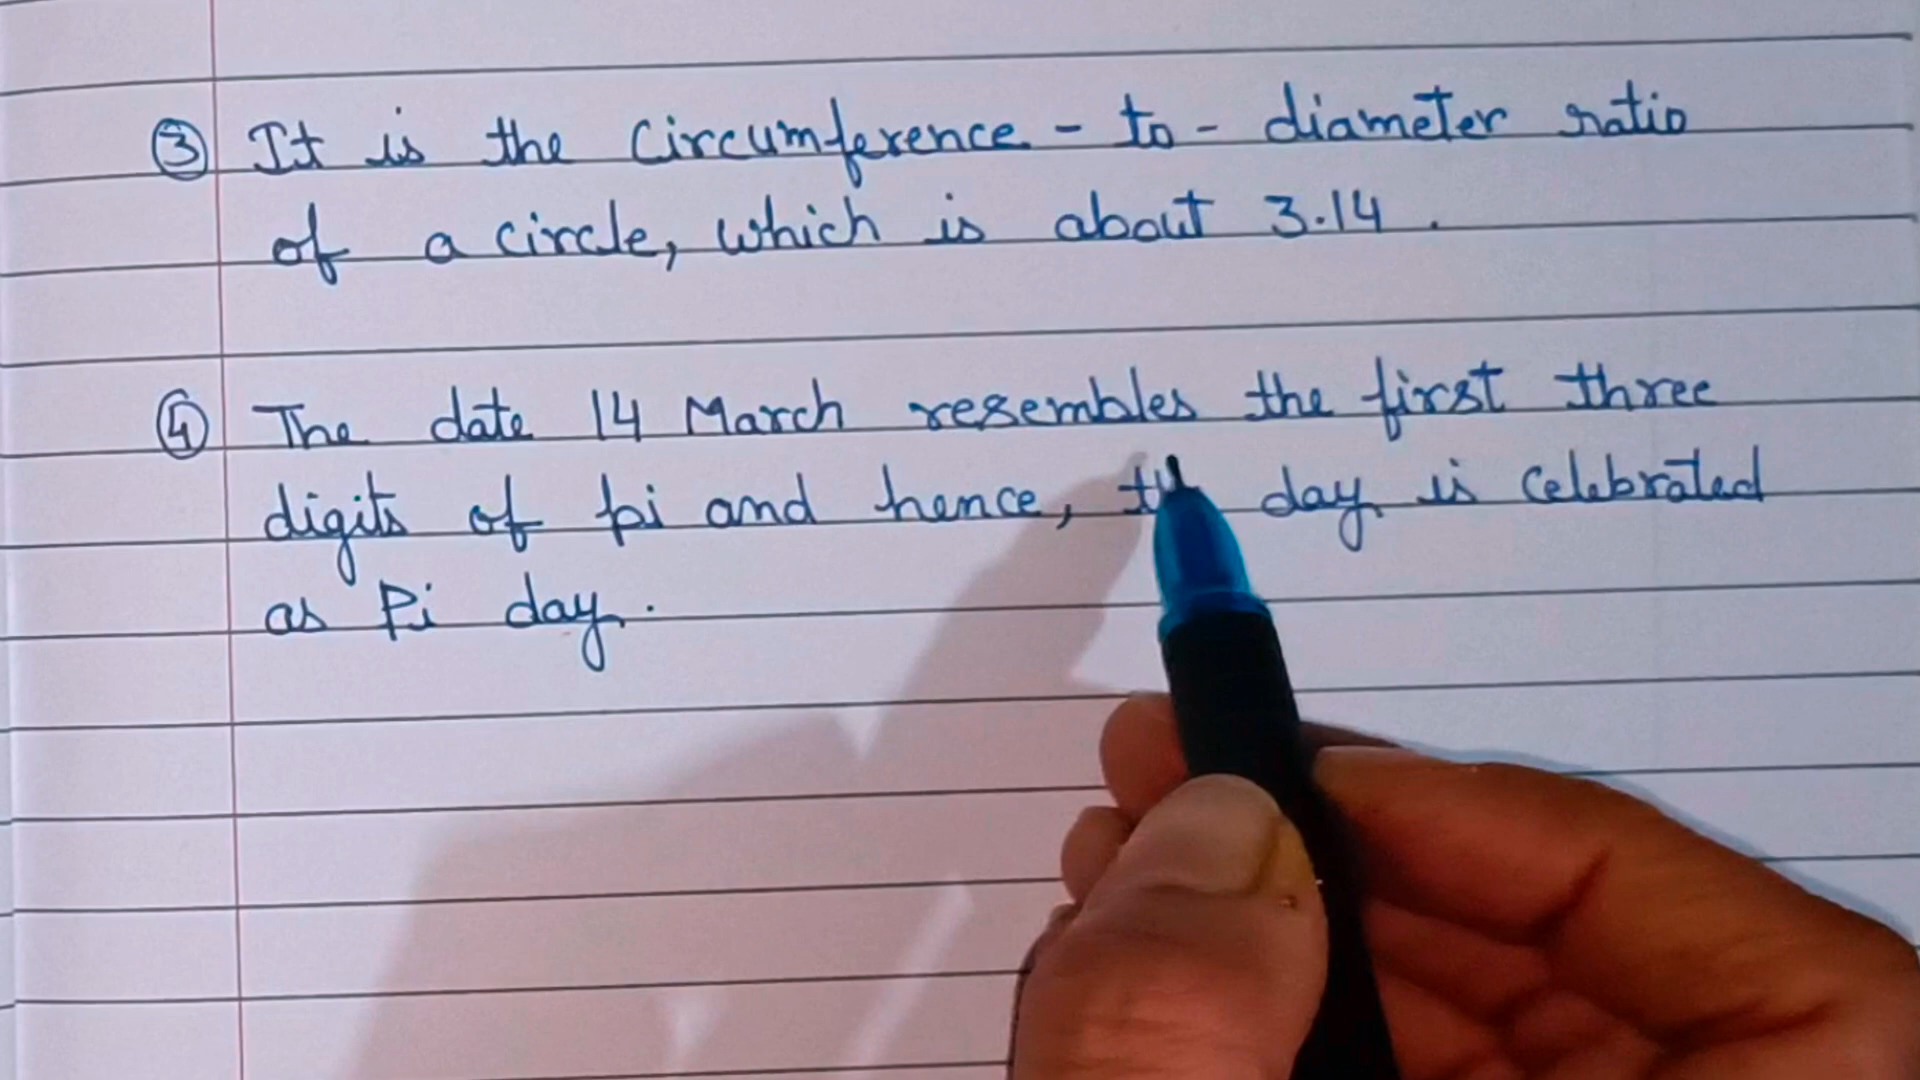 ③ It is the circumference-to-diameter ratio
of a circle, which is about 3.14.
④ The date 14 March resembles the first three
digits of pi and hence, day is celebrated
as Pi day.